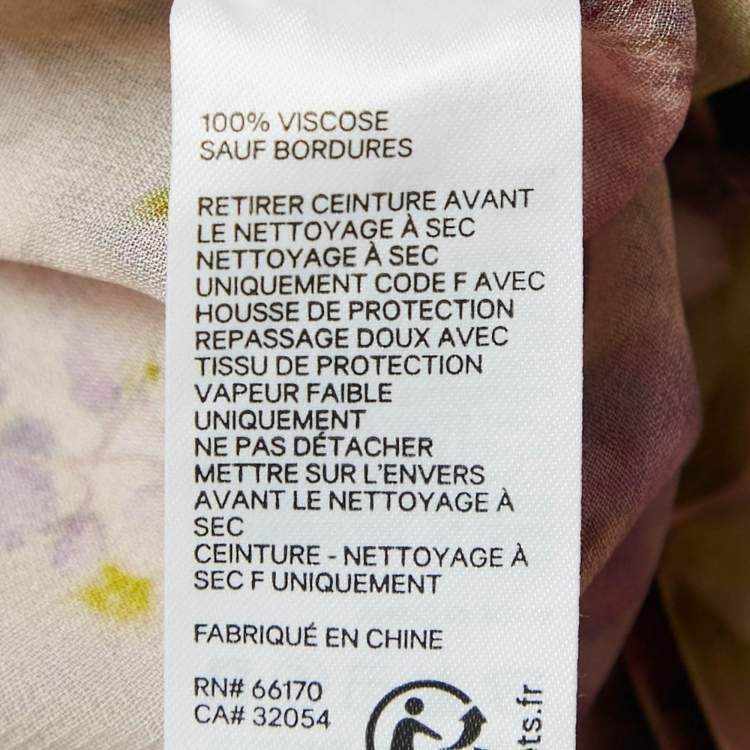 100% VISCOSE
SAUF BORDURES
RETIRER CEINTURE AVANT
LE NETTOYAGE À SEC
NETTOYAGE À SEC
UNIQUEMENT CODE F AVEC
HOUSSE DE PROTECTION
REPASSAGE DOUX AVEC
TISSU DE PROTECTION
VAPEUR FAIBLE
UNIQUEMENT
NE PAS DÉTACHER
METTRE SUR L'ENVERS
AVANT LE NETTOYAGE À
SEC
CEINTURE - NETTOYAGE À
SEC F UNIQUEMENT
FABRIQUÉ EN CHINE
RN# 66170
CA# 32054
ts.fr